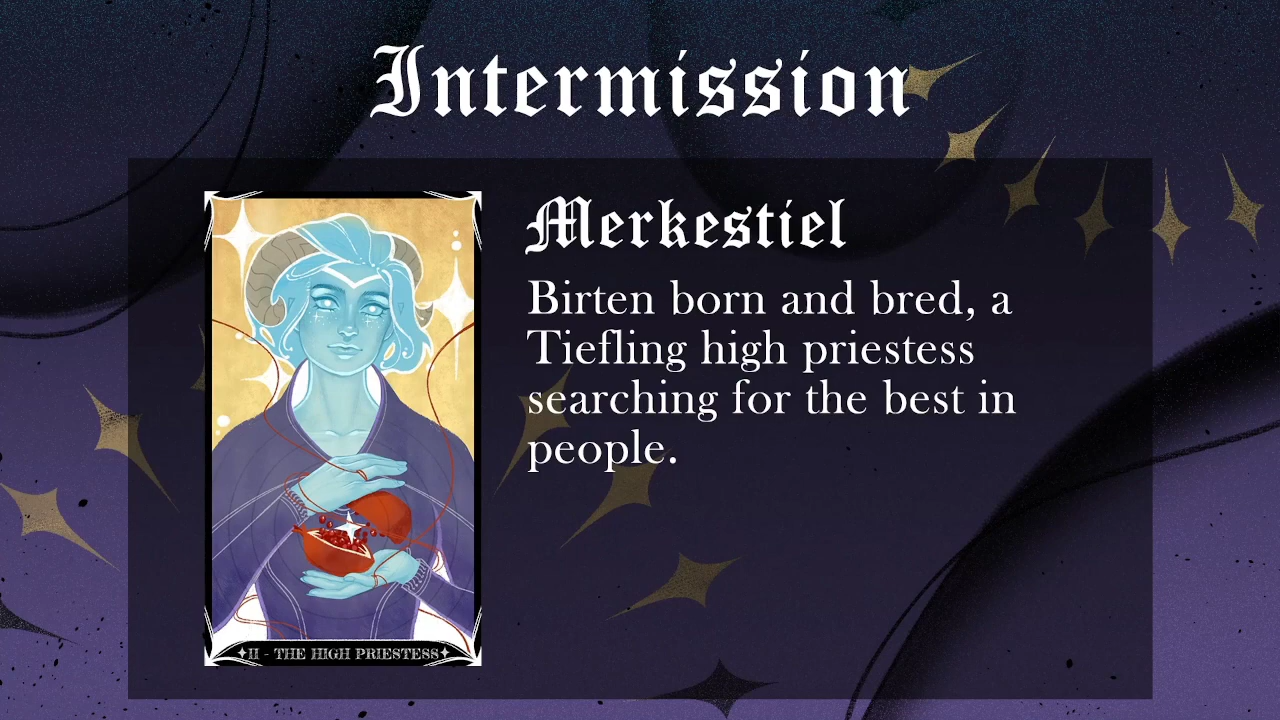 Intermission
Merkestiel
Birten born and bred, a
Tiefling high priestess
searching for the best in
people.
II - THE HIGH PRIESTESS